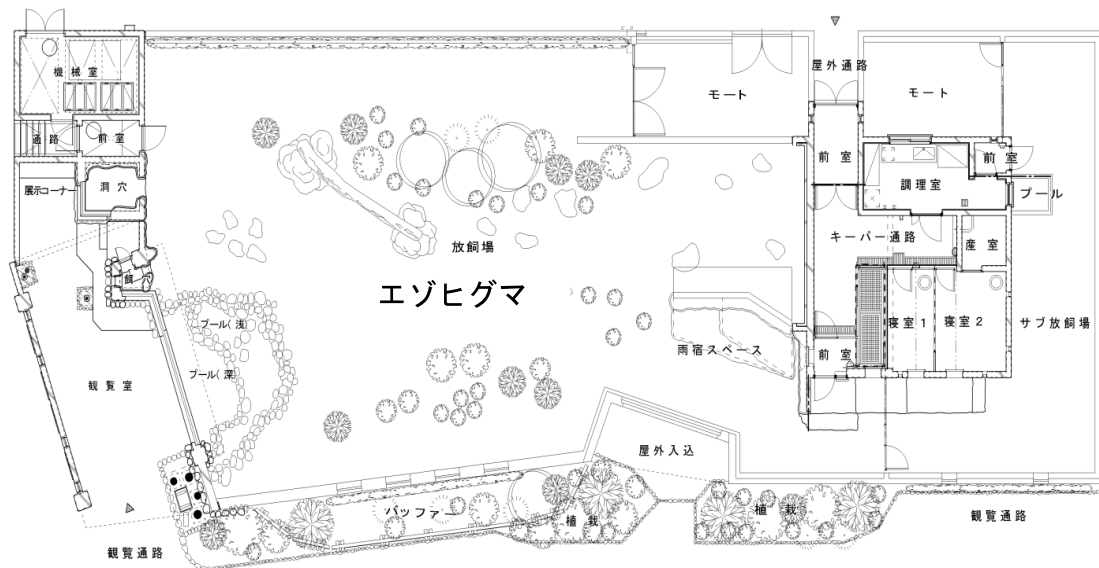 機械室
通路
前室
展示コーナー
洞穴
餌
プール(浅)
プール(深)
観覧室
観覧通路
放飼場
エゾヒグマ
モート
屋外通路
モート
前室
調理室
前室
プール
キーパー通路
産室
寝室1
寝室2
サブ放飼場
雨宿スペース
前室
屋外入込
バッファー
植栽
植栽
観覧通路